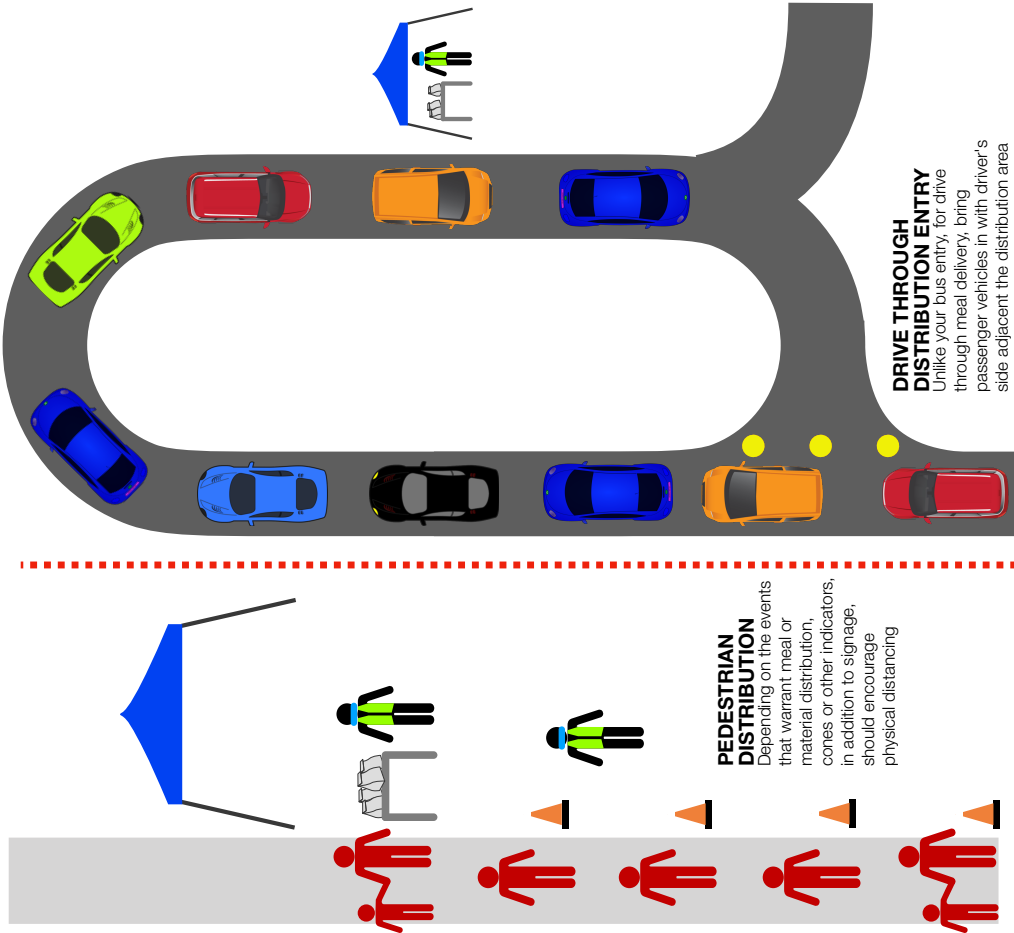 DRIVE THROUGH
DISTRIBUTION ENTRY
Unlike your bus entry, for drive
through meal delivery, bring
passenger vehicles in with driver's
side adjacent the distribution area
PEDESTRIAN
DISTRIBUTION
Depending on the events
that warrant meal or
material distribution,
cones or other indicators,
in addition to signage,
should encourage
physical distancing